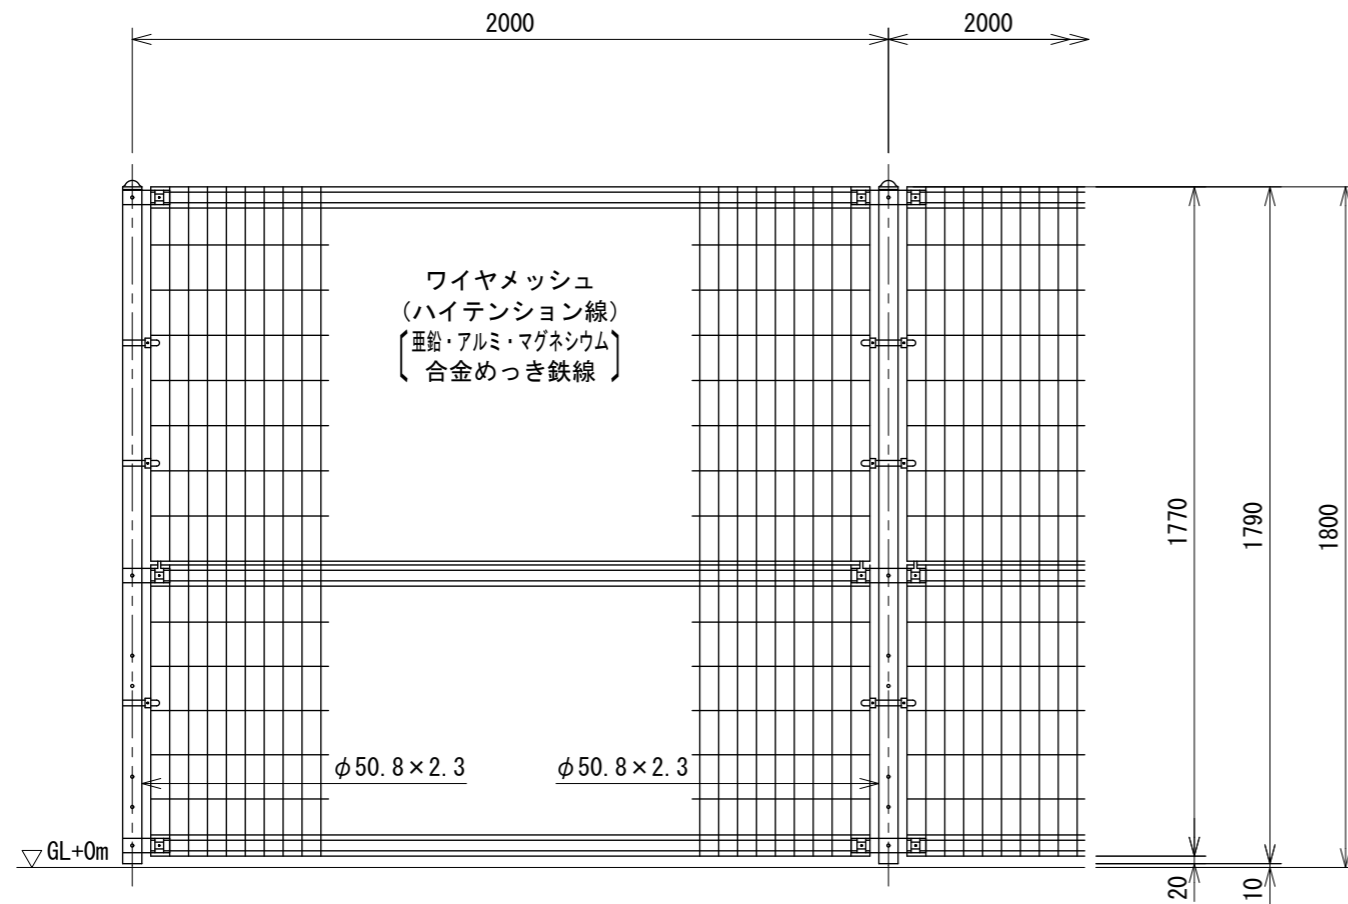 2000
2000
ワイヤメッシュ
(ハイテンション線)
亜鉛・アルミ・マグネシウム
合金めっき鉄線
1770
1790
1800
φ50.8×2.3
φ50.8×2.3
GL+0m
20
10